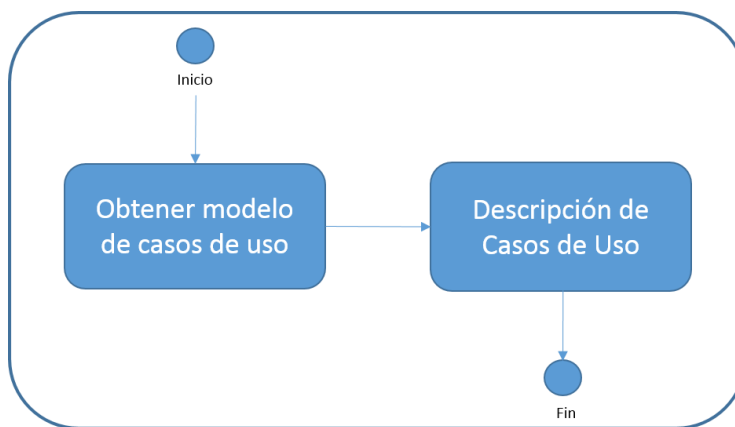 Inicio
Obtener modelo
de casos de uso
Descripción de
Casos de Uso
Fin